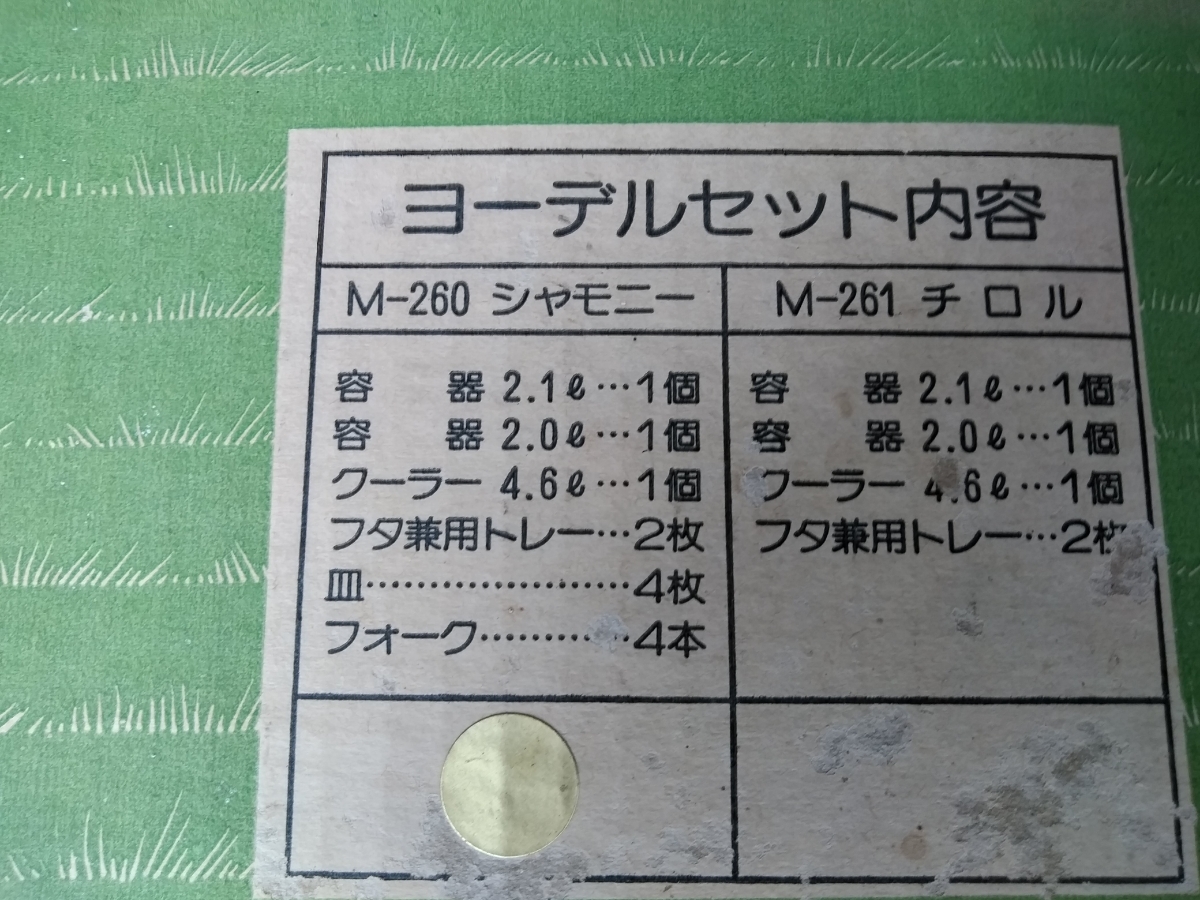 ヨーデルセット内容
M-260 シャモニー
容 器 2.1ℓ…1個
容 器 2.0ℓ…1個
クーラー 4.6ℓ…1個
フタ兼用トレー…2枚
皿…………………4枚
フォーク…………4本
M-261 チロル
容 器 2.1ℓ…1個
容 器 2.0ℓ…1個
クーラー 4.6ℓ…1個
フタ兼用トレー…2枚